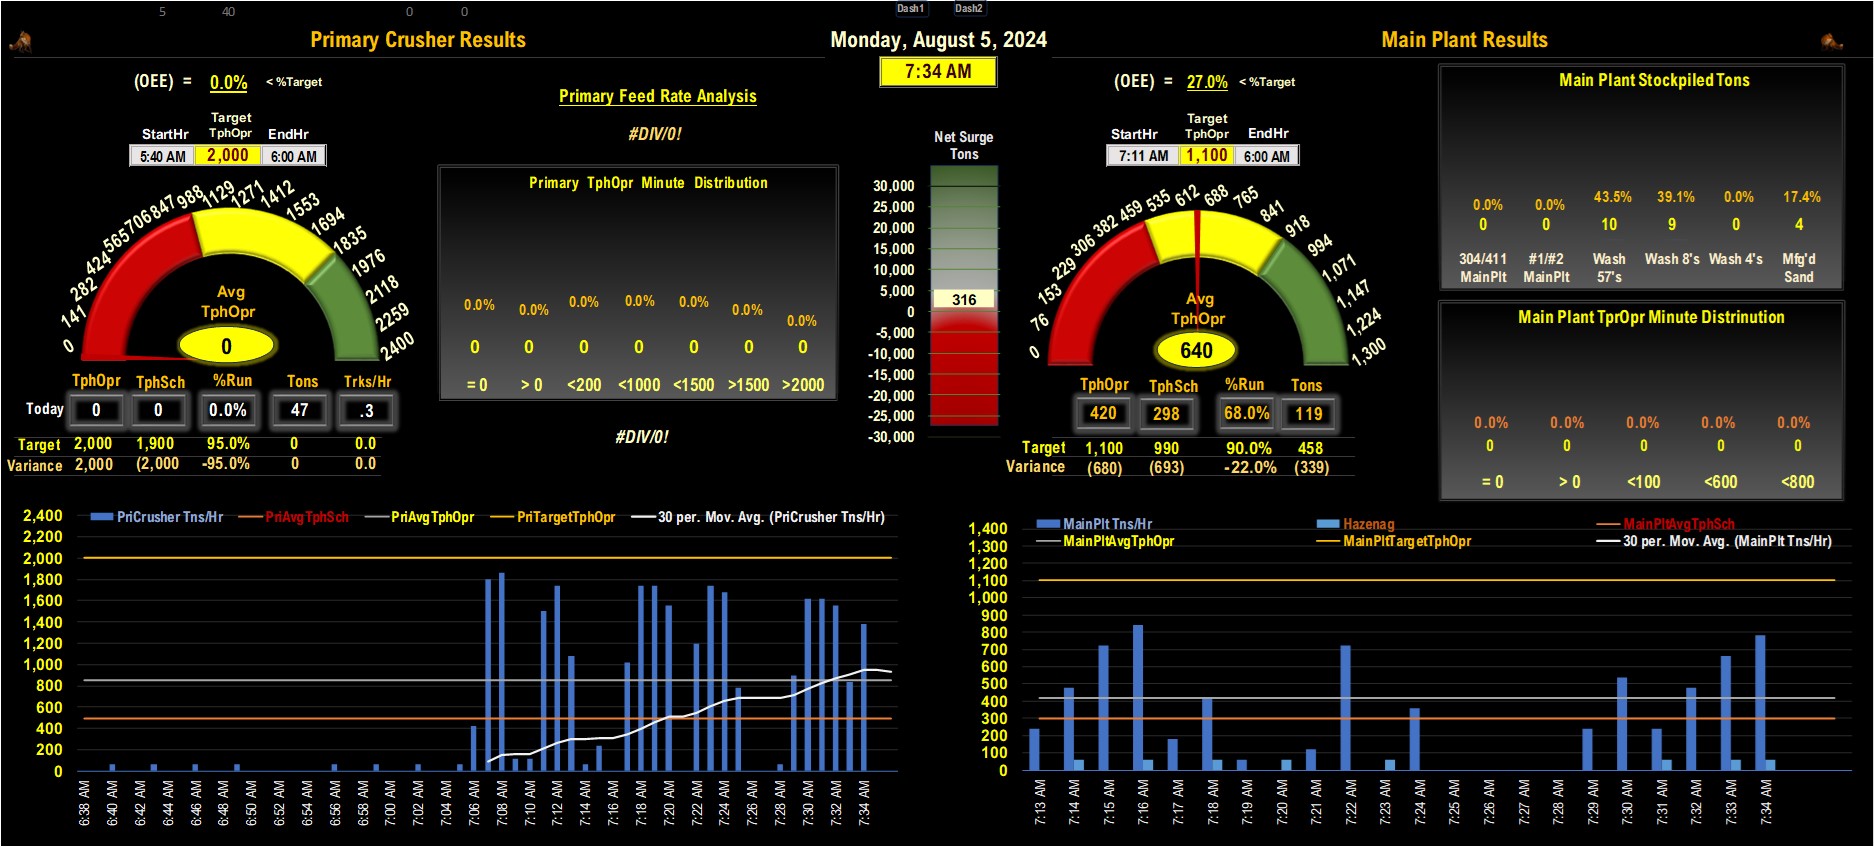 5 40 0 0 Dash1 Dash2
Primary Crusher Results
Monday, August 5, 2024
Main Plant Results
7:34 AM
(OEE) = 0.0% < %Target
Target
StartHr TphOpr EndHr
5:40 AM 2,000 6:00 AM
0 141 282 424 565 706 847 988 1129 1271 1412 1553 1694 1835 1976 2118 2259 2400
Avg
TphOpr
0
TphOpr TphSch %Run Tons Trks/Hr
Today 0 0 0.0% 47 .3
Target 2,000 1,900 95.0% 0 0.0
Variance 2,000 (2,000 -95.0% 0 0.0
Primary Feed Rate Analysis
#DIV/0!
Primary TphOpr Minute Distribution
0.0% 0.0% 0.0% 0.0% 0.0% 0.0% 0.0%
0 0 0 0 0 0 0
= 0 > 0 <200 <1000 <1500 >1500 >2000
#DIV/0!
Net Surge
Tons
30,000
25,000
20,000
15,000
10,000
5,000
316
0
-5,000
-10,000
-15,000
-20,000
-25,000
-30,000
(OEE) = 27.0% < %Target
Target
StartHr TphOpr EndHr
7:11 AM 1,100 6:00 AM
0 76 153 229 306 382 459 535 612 688 765 841 918 994 1,071 1,147 1,224 1,300
Avg
TphOpr
640
TphOpr TphSch %Run Tons
420 298 68.0% 119
Target 1,100 990 90.0% 458
Variance (680) (693) -22.0% (339)
Main Plant Stockpiled Tons
0.0% 0.0% 43.5% 39.1% 0.0% 17.4%
0 0 10 9 0 4
304/411 #1/#2 Wash Wash 8's Wash 4's Mfg'd
MainPlt MainPlt 57's Sand
Main Plant TprOpr Minute Distrinution
0.0% 0.0% 0.0% 0.0% 0.0% 0.0%
0 0 0 0 0
= 0 > 0 <100 <600 <800
PriCrusher Tns/Hr PriAvgTphSch PriAvgTphOpr PriTargetTphOpr 30 per. Mov. Avg. (PriCrusher Tns/Hr)
2,400
2,200
2,000
1,800
1,600
1,400
1,200
1,000
800
600
400
200
0
6:38 AM 6:40 AM 6:42 AM 6:44 AM 6:46 AM 6:48 AM 6:50 AM 6:52 AM 6:54 AM 6:56 AM 6:58 AM 7:00 AM 7:02 AM 7:04 AM 7:06 AM 7:08 AM 7:10 AM 7:12 AM 7:14 AM 7:16 AM 7:18 AM 7:20 AM 7:22 AM 7:24 AM 7:26 AM 7:28 AM 7:30 AM 7:32 AM 7:34 AM
MainPlt Tns/Hr Hazenag MainPltAvgTphSch
MainPltAvgTphOpr MainPltTargetTphOpr 30 per. Mov. Avg. (MainPlt Tns/Hr)
1,400
1,300
1,200
1,100
1,000
900
800
700
600
500
400
300
200
100
0
7:13 AM 7:14 AM 7:15 AM 7:16 AM 7:17 AM 7:18 AM 7:19 AM 7:20 AM 7:21 AM 7:22 AM 7:23 AM 7:24 AM 7:25 AM 7:26 AM 7:27 AM 7:28 AM 7:29 AM 7:30 AM 7:31 AM 7:32 AM 7:33 AM 7:34 AM